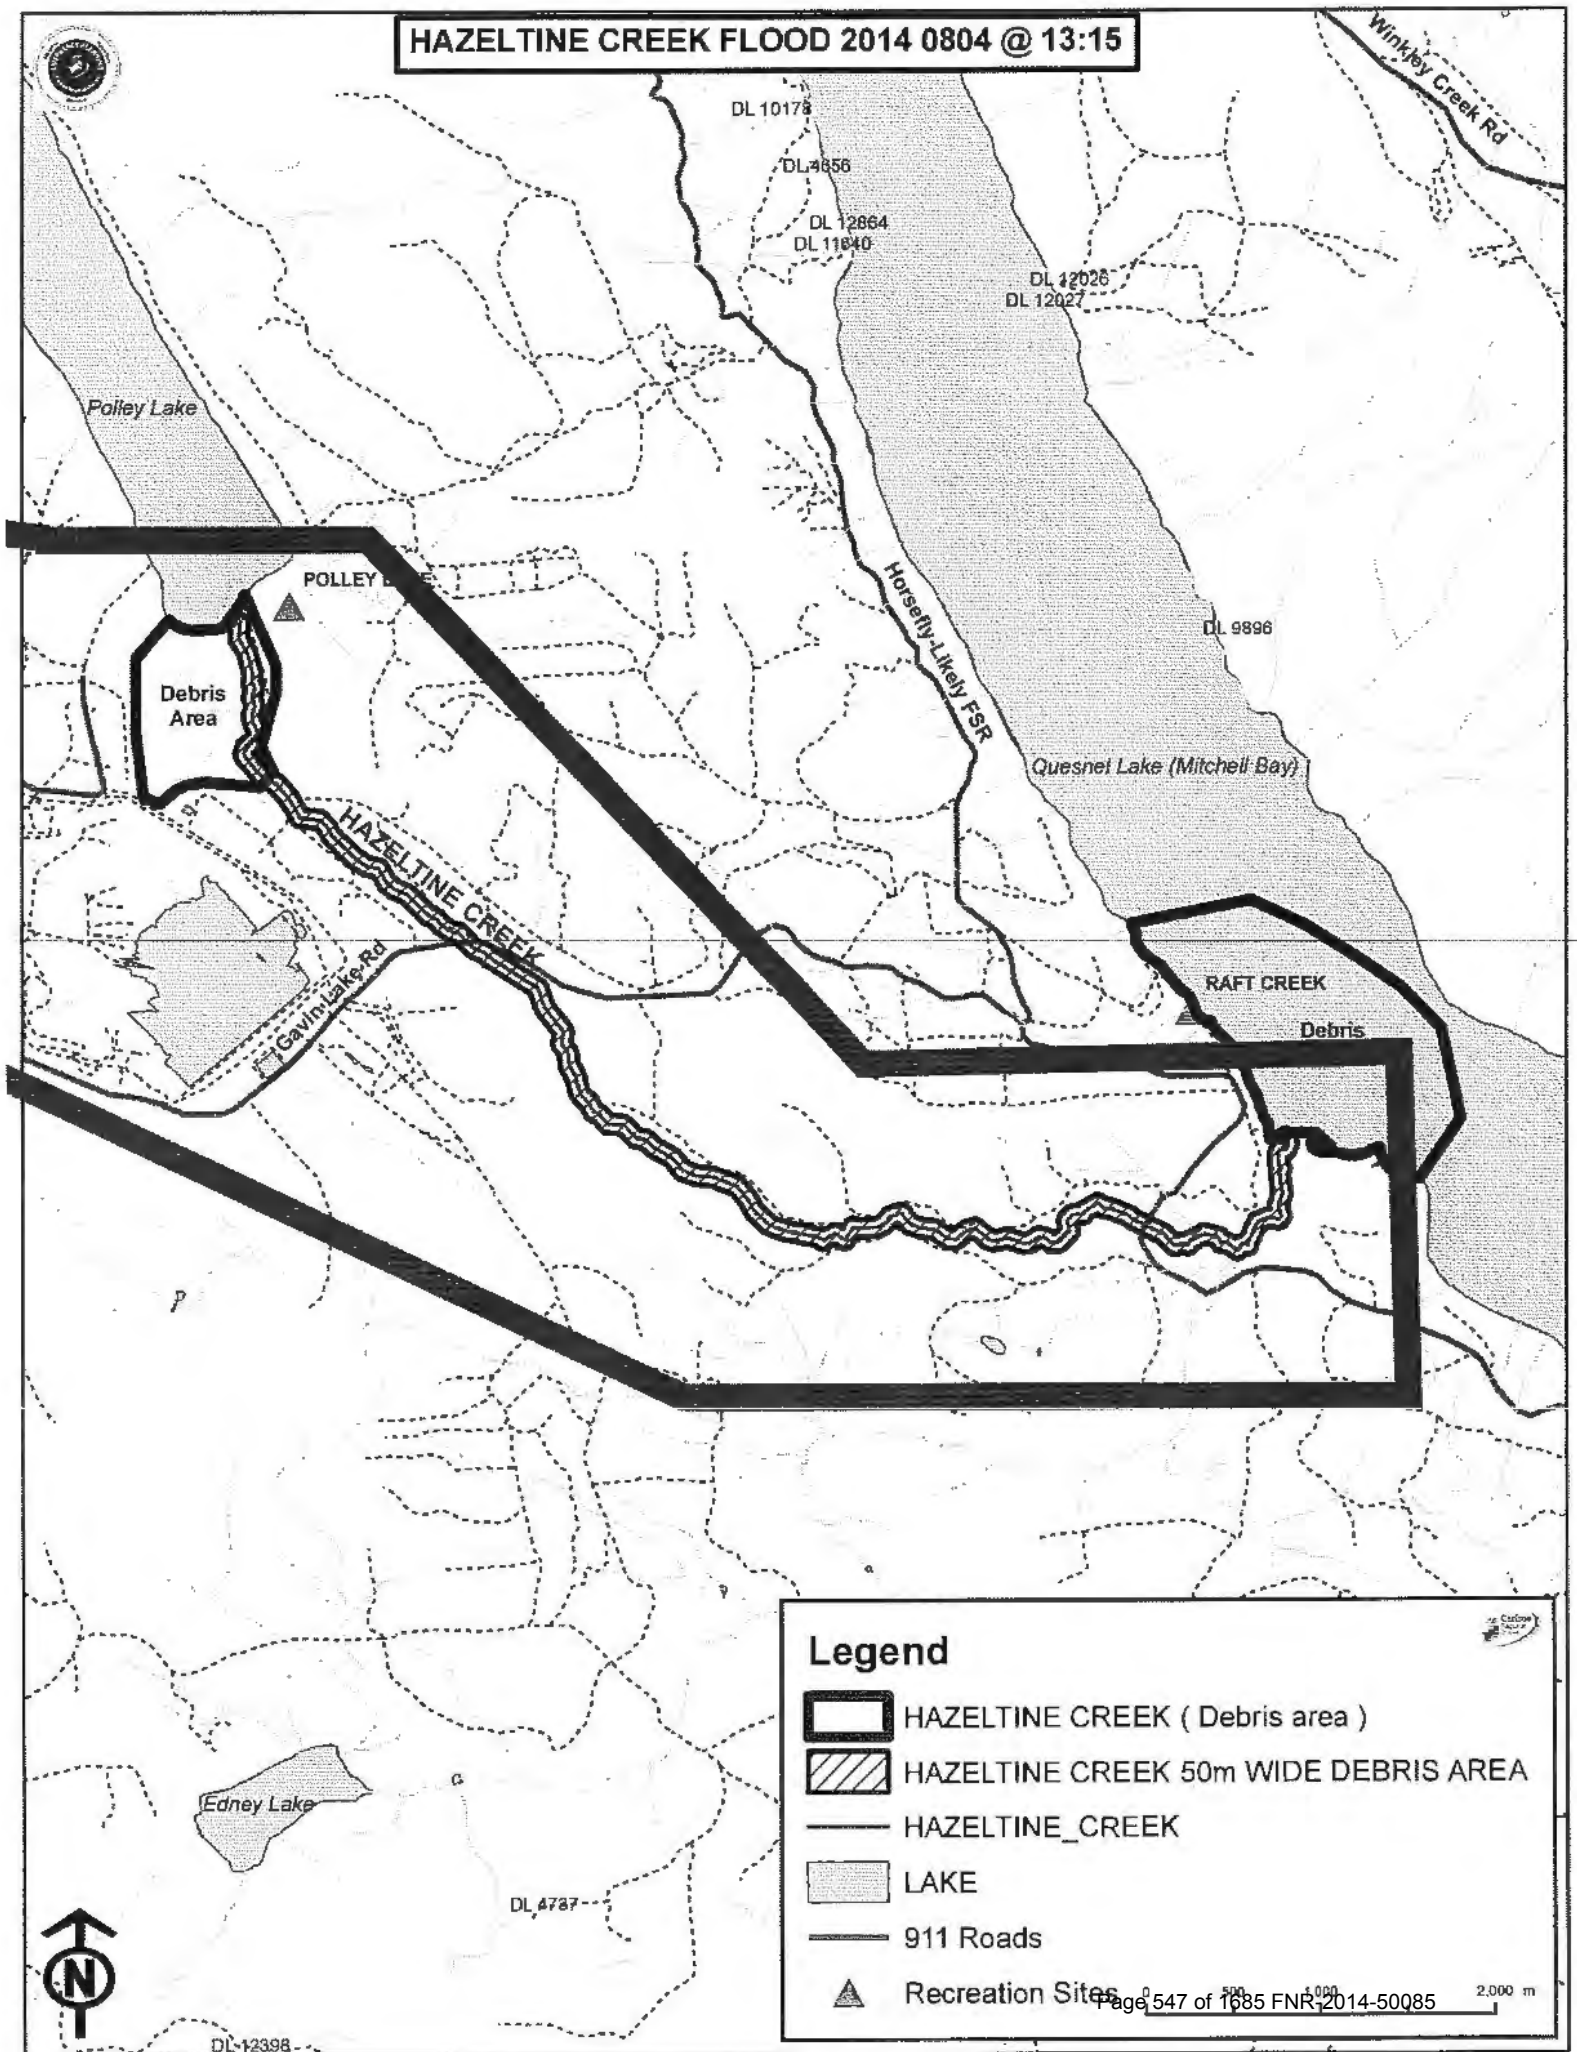 HAZELTINE CREEK FLOOD 2014 0804 @ 13:15
Winkley Creek Rd
DL 10178
DL 4656
DL 12864
DL 11640
DL 12026
DL 12027
Polley Lake
POLLEY
Horsefly-Likely FSR
DL 9896
Debris
Area
Quesnel Lake (Mitchell Bay)
HAZELTINE CREEK
Gavin Lake Rd
RAFT CREEK
Debris
Edney Lake
DL 4787
DL 12398
N
Legend
HAZELTINE CREEK ( Debris area )
HAZELTINE CREEK 50m WIDE DEBRIS AREA
HAZELTINE_CREEK
LAKE
911 Roads
Recreation Sites
0 500 1,000 2,000 m
Page 547 of 1685 FNR-2014-50085